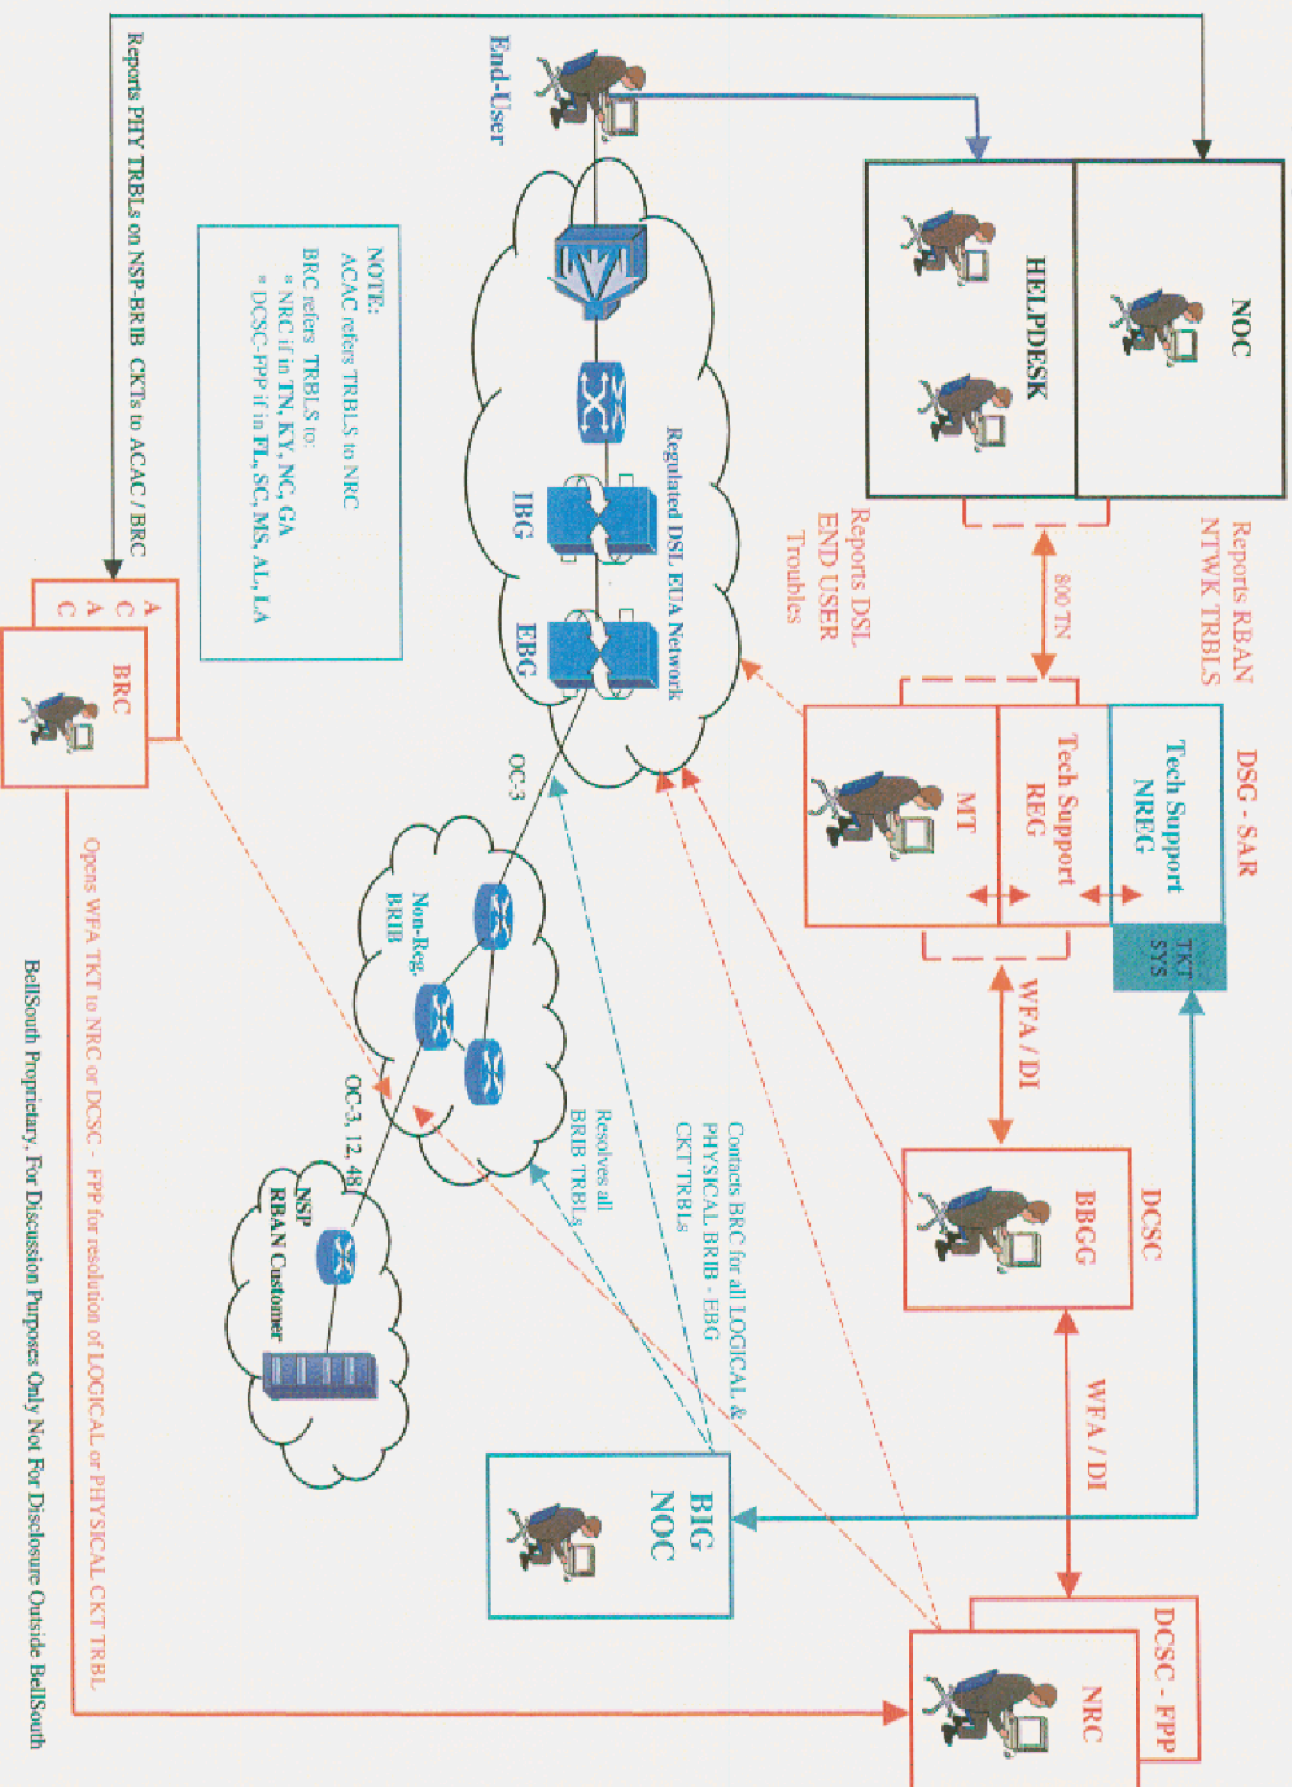 NOC
HELPDESK
End-User
Reports RBAN
NTWK TRBLS
800 TN
Reports DSL
END USER
Troubles
DSG - SAR
Tech Support
NREG
TKT
SYS
Tech Support
REG
MT
WFA / DI
DCSC
BBGG
WFA / DI
DCSC - FPP
NRC
Regulated DSL EUA Network
IBG
EBG
OC-3
Non-Reg.
BRIB
OC-3, 12, 48
NSP
RBAN Customer
Contacts BRC for all LOGICAL &
PHYSICAL BRIB - EBG
CKT TRBLs
Resolves all
BRIB TRBLs
BIG
NOC
NOTE:
ACAC refers TRBLS to NRC
BRC refers TRBLS to:
* NRC if in TN, KY, NC, GA
* DCSC-FPP if in FL, SC, MS, AL, LA
Reports PHY TRBLs on NSP-BRIB CKTs to ACAC / BRC
A
C
A
C
BRC
Opens WFA TKT to NRC or DCSC - FPP for resolution of LOGICAL or PHYSICAL CKT TRBL
BellSouth Proprietary, For Discussion Purposes Only Not For Disclosure Outside BellSouth